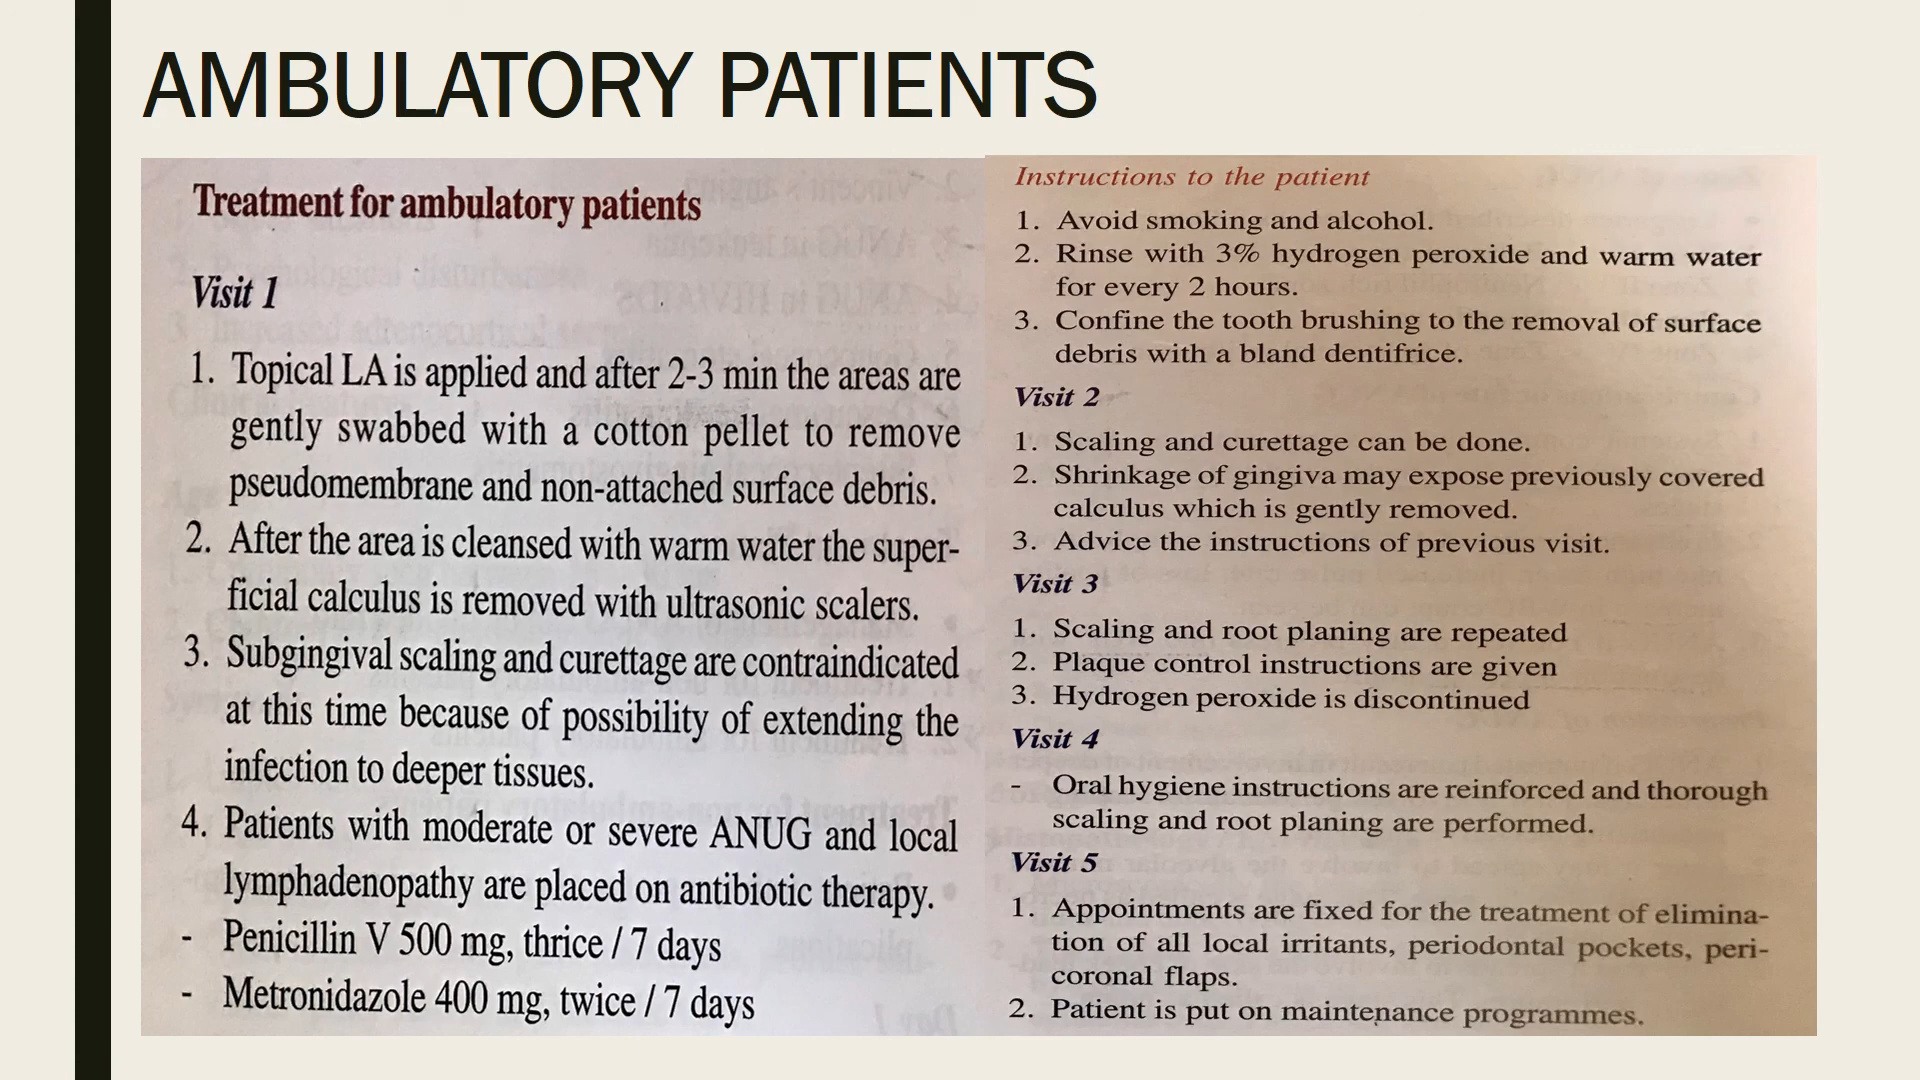 AMBULATORY PATIENTS
Treatment for ambulatory patients
Visit 1
1. Topical LA is applied and after 2-3 min the areas are
gently swabbed with a cotton pellet to remove
pseudomembrane and non-attached surface debris.
2. After the area is cleansed with warm water the super-
ficial calculus is removed with ultrasonic scalers.
3. Subgingival scaling and curettage are contraindicated
at this time because of possibility of extending the
infection to deeper tissues.
4. Patients with moderate or severe ANUG and local
lymphadenopathy are placed on antibiotic therapy.
- Penicillin V 500 mg, thrice / 7 days
- Metronidazole 400 mg, twice / 7 days
Instructions to the patient
1. Avoid smoking and alcohol.
2. Rinse with 3% hydrogen peroxide and warm water
for every 2 hours.
3. Confine the tooth brushing to the removal of surface
debris with a bland dentifrice.
Visit 2
1. Scaling and curettage can be done.
2. Shrinkage of gingiva may expose previously covered
calculus which is gently removed.
3. Advice the instructions of previous visit.
Visit 3
1. Scaling and root planing are repeated
2. Plaque control instructions are given
3. Hydrogen peroxide is discontinued
Visit 4
- Oral hygiene instructions are reinforced and thorough
scaling and root planing are performed.
Visit 5
1. Appointments are fixed for the treatment of elimina-
tion of all local irritants, periodontal pockets, peri-
coronal flaps.
2. Patient is put on maintenance programmes.